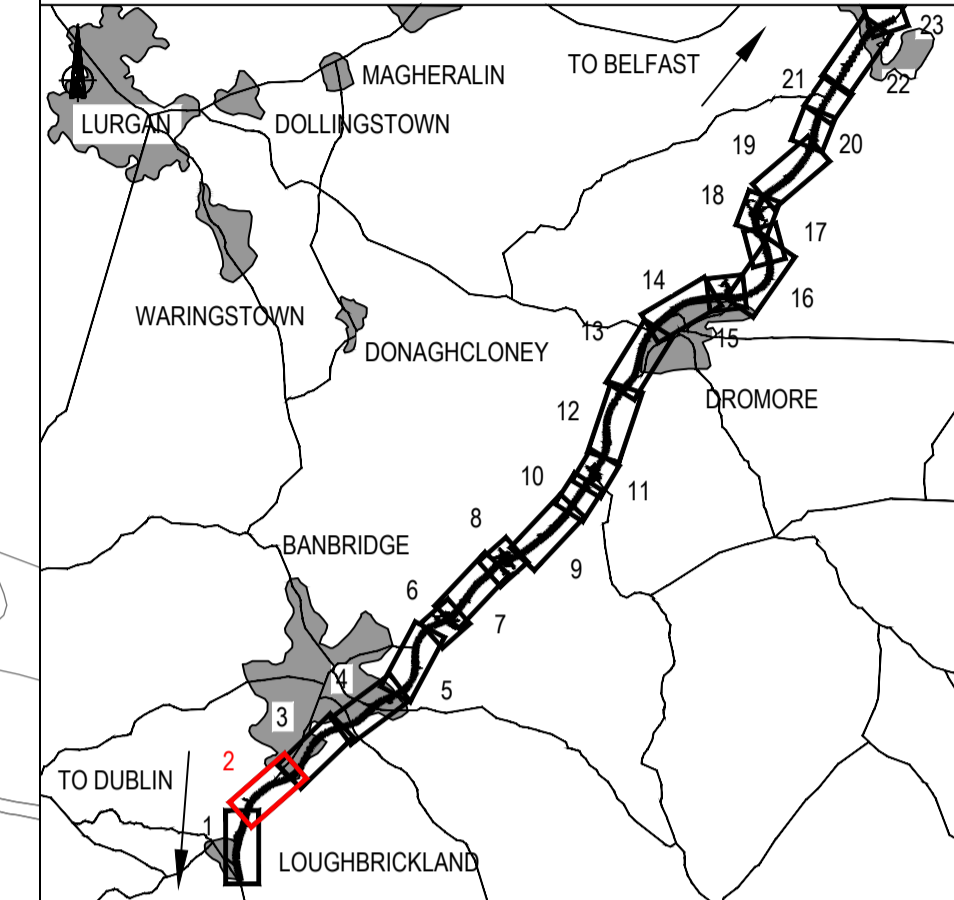 23
TO BELFAST
MAGHERALIN
21
22
LURGAN
DOLLINGSTOWN
19
20
18
17
WARINGSTOWN
14
16
13
15
DONAGHCLONEY
DROMORE
12
10
11
8
BANBRIDGE
9
6
7
4
5
3
2
TO DUBLIN
1
LOUGHBRICKLAND